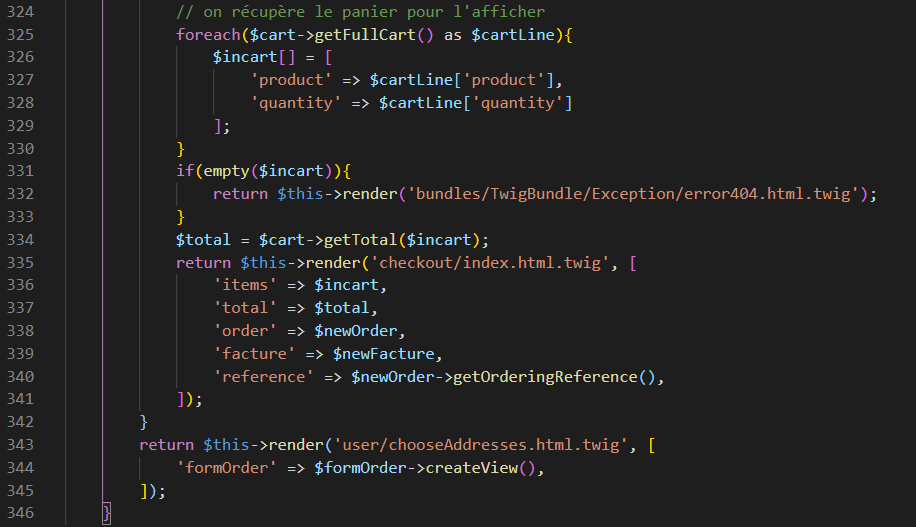 324 // on récupère le panier pour l'afficher
325 foreach($cart->getFullCart() as $cartLine){
326 $incart[] = [
327 'product' => $cartLine['product'],
328 'quantity' => $cartLine['quantity']
329 ];
330 }
331 if(empty($incart)){
332 return $this->render('bundles/TwigBundle/Exception/error404.html.twig');
333 }
334 $total = $cart->getTotal($incart);
335 return $this->render('checkout/index.html.twig', [
336 'items' => $incart,
337 'total' => $total,
338 'order' => $newOrder,
339 'facture' => $newFacture,
340 'reference' => $newOrder->getOrderingReference(),
341 ]);
342 }
343 return $this->render('user/chooseAddresses.html.twig', [
344 'formOrder' => $formOrder->createView(),
345 ]);
346 }